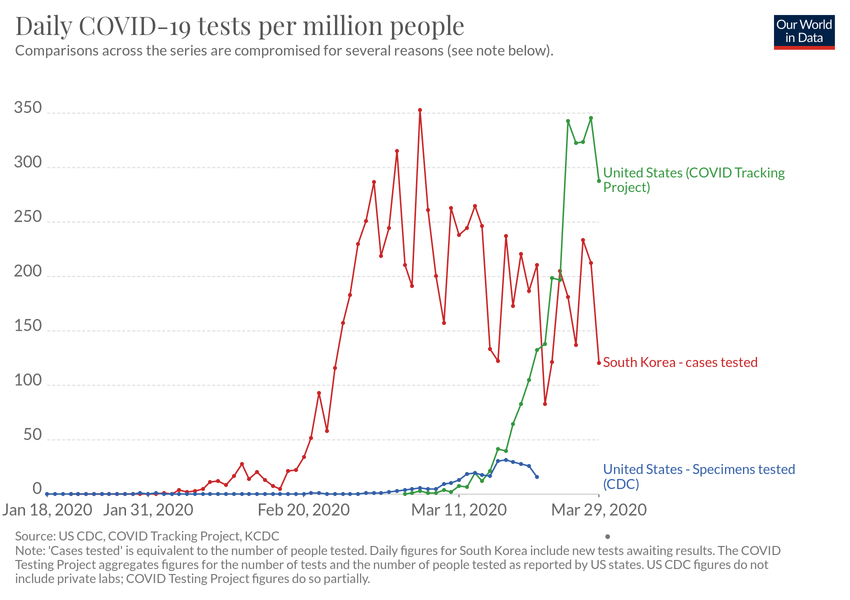 Daily COVID-19 tests per million people
Our World
in Data
Comparisons across the series are compromised for several reasons (see note below).
350
300
250
200
150
100
50
0
United States (COVID Tracking
Project)
South Korea - cases tested
United States - Specimens tested
(CDC)
Jan 18, 2020
Jan 31, 2020
Feb 20, 2020
Mar 11, 2020
Mar 29, 2020
Source: US CDC, COVID Tracking Project, KCDC
Note: 'Cases tested' is equivalent to the number of people tested. Daily figures for South Korea include new tests awaiting results. The COVID
Testing Project aggregates figures for the number of tests and the number of people tested as reported by US states. US CDC figures do not
include private labs; COVID Testing Project figures do so partially.